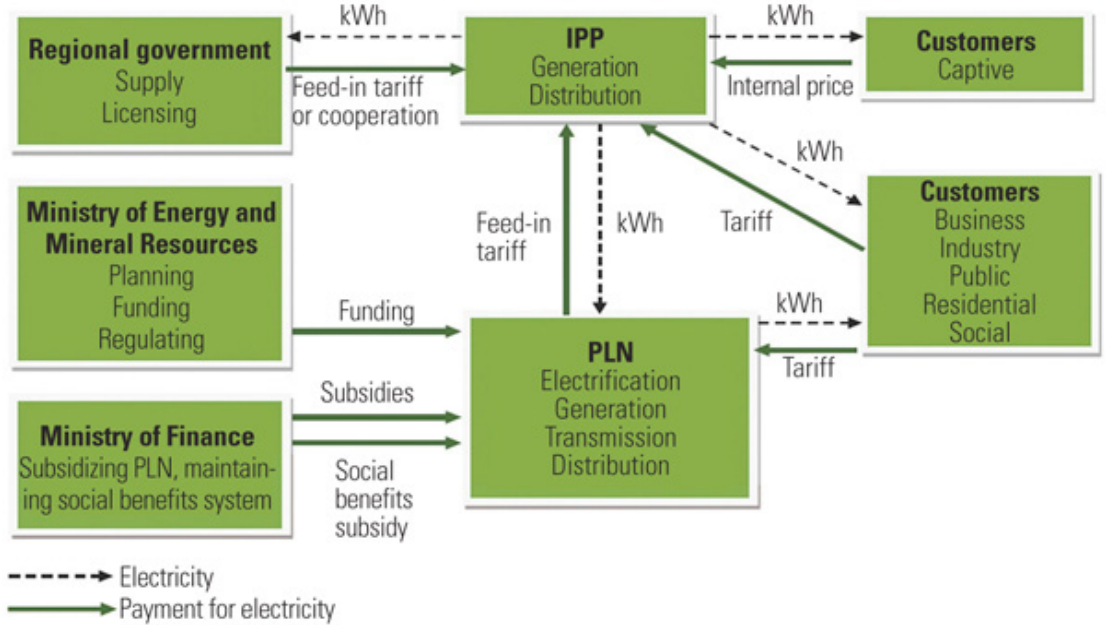 kWh
kWh
Regional government
Supply
Licensing
IPP
Generation
Distribution
Customers
Captive
Feed-in tariff
or cooperation
Internal price
kWh
Ministry of Energy and
Mineral Resources
Planning
Funding
Regulating
Feed-in
tariff
kWh
Tariff
Customers
Business
Industry
Public
Residential
Social
Funding
kWh
Tariff
PLN
Electrification
Generation
Transmission
Distribution
Subsidies
Ministry of Finance
Subsidizing PLN, maintain-
ing social benefits system
Social
benefits
subsidy
Electricity
Payment for electricity